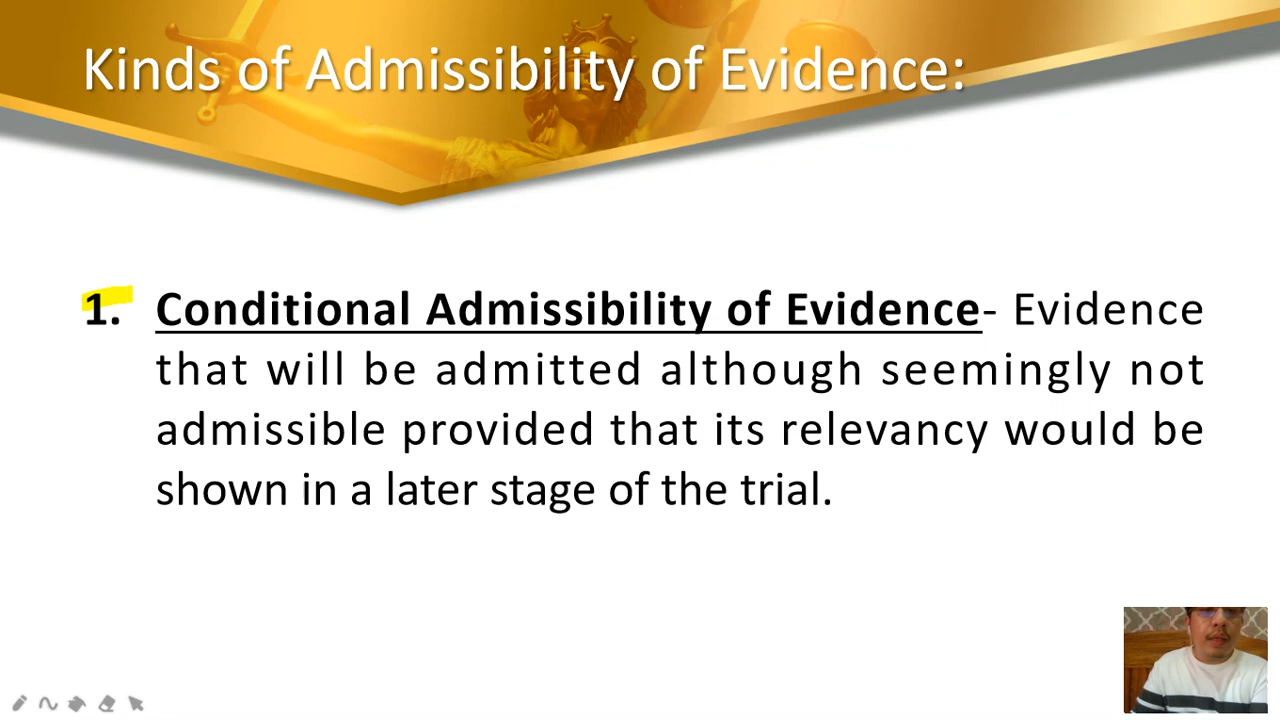 Kinds of Admissibility of Evidence:
1. Conditional Admissibility of Evidence- Evidence
that will be admitted although seemingly not
admissible provided that its relevancy would be
shown in a later stage of the trial.